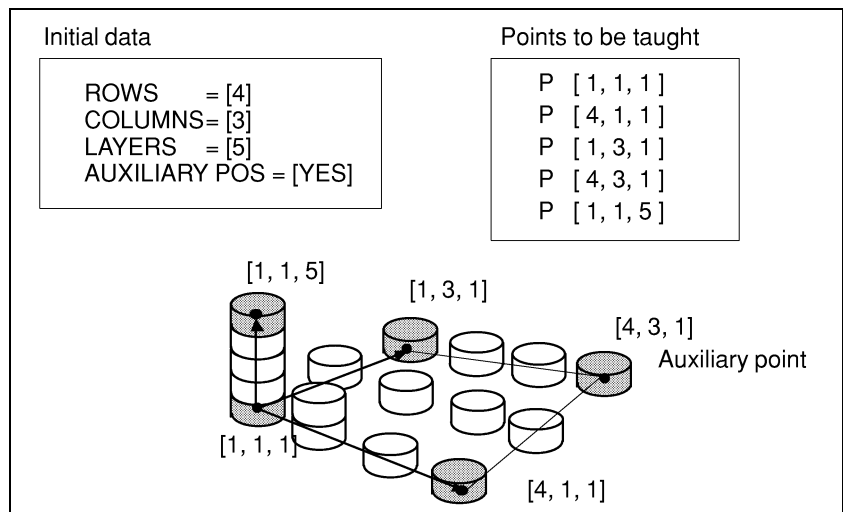 Initial data
ROWS = [4]
COLUMNS= [3]
LAYERS = [5]
AUXILIARY POS = [YES]
Points to be taught
P [ 1, 1, 1 ]
P [ 4, 1, 1 ]
P [ 1, 3, 1 ]
P [ 4, 3, 1 ]
P [ 1, 1, 5 ]
[1, 1, 5]
[1, 3, 1]
[4, 3, 1]
Auxiliary point
[1, 1, 1]
[4, 1, 1]